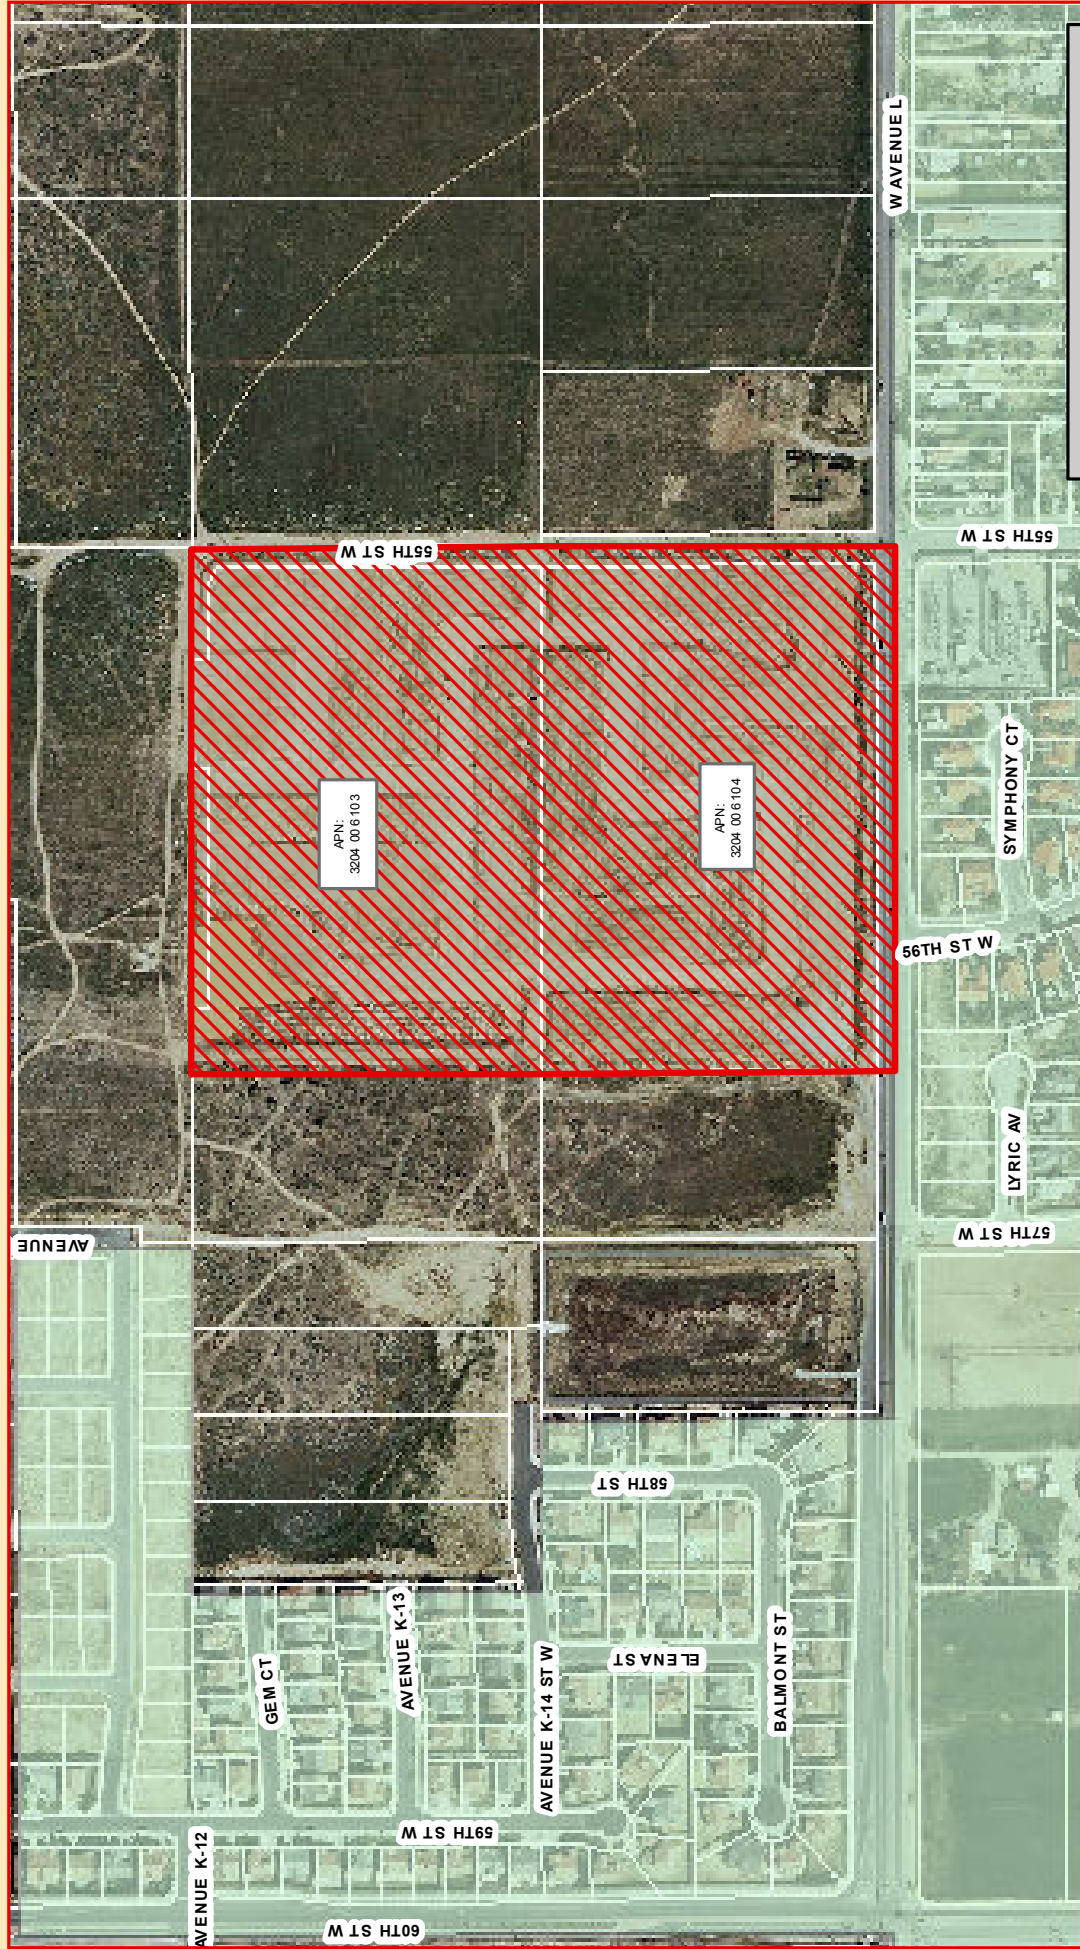 W AVENUE L
55TH ST W
55TH ST W
APN:
3204 006 103
APN:
3204 006 104
SYMPHONY CT
56TH ST W
LYRIC AV
57TH ST W
AVENUE
58TH ST
ELENA ST
BALMONT ST
GEM CT
AVENUE K-13
AVENUE K-14 ST W
59TH ST W
AVENUE K-12
60TH ST W